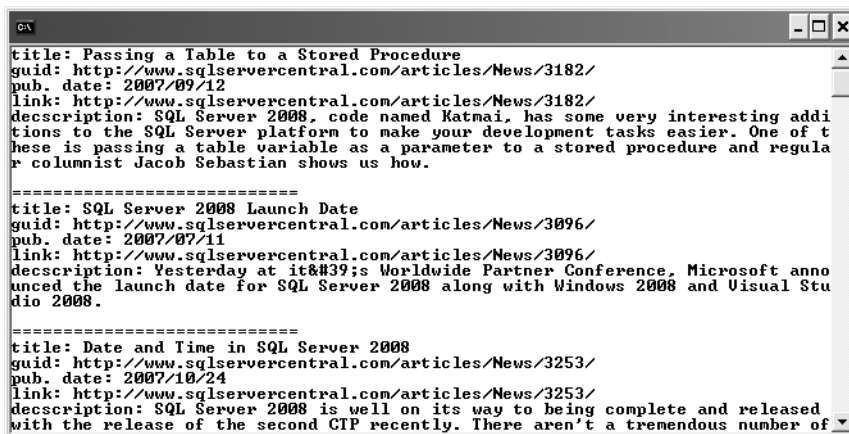 C:\
title: Passing a Table to a Stored Procedure
guid: http://www.sqlservercentral.com/articles/News/3182/
pub. date: 2007/09/12
link: http://www.sqlservercentral.com/articles/News/3182/
decscription: SQL Server 2008, code named Katmai, has some very interesting addi
tions to the SQL Server platform to make your development tasks easier. One of t
hese is passing a table variable as a parameter to a stored procedure and regula
r columnist Jacob Sebastian shows us how.
============================
title: SQL Server 2008 Launch Date
guid: http://www.sqlservercentral.com/articles/News/3096/
pub. date: 2007/07/11
link: http://www.sqlservercentral.com/articles/News/3096/
decscription: Yesterday at it&#39;s Worldwide Partner Conference, Microsoft anno
unced the launch date for SQL Server 2008 along with Windows 2008 and Visual Stu
dio 2008.
============================
title: Date and Time in SQL Server 2008
guid: http://www.sqlservercentral.com/articles/News/3253/
pub. date: 2007/10/24
link: http://www.sqlservercentral.com/articles/News/3253/
decscription: SQL Server 2008 is well on its way to being complete and released
with the release of the second CTP recently. There aren't a tremendous number of